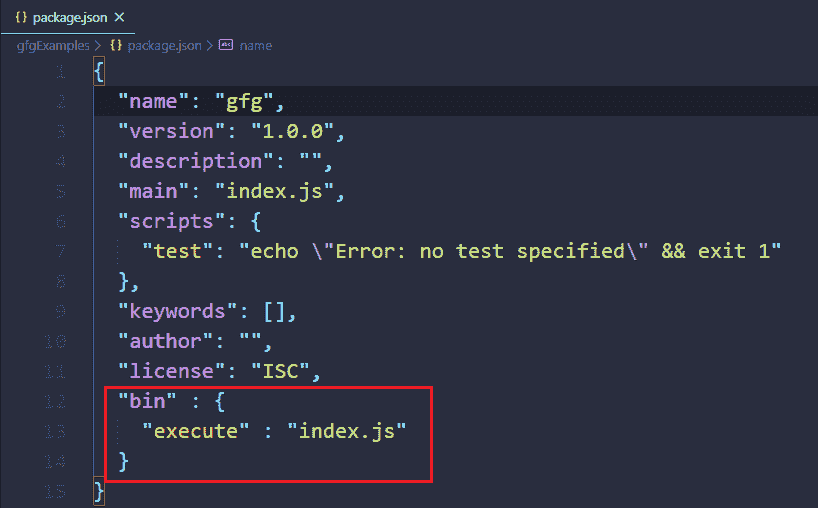 {} package.json ×
gfgExamples > {} package.json > abc name
1 {
2 "name": "gfg",
3 "version": "1.0.0",
4 "description": "",
5 "main": "index.js",
6 "scripts": {
7 "test": "echo \"Error: no test specified\" && exit 1"
8 },
9 "keywords": [],
10 "author": "",
11 "license": "ISC",
12 "bin" : {
13 "execute" : "index.js"
14 }
15 }